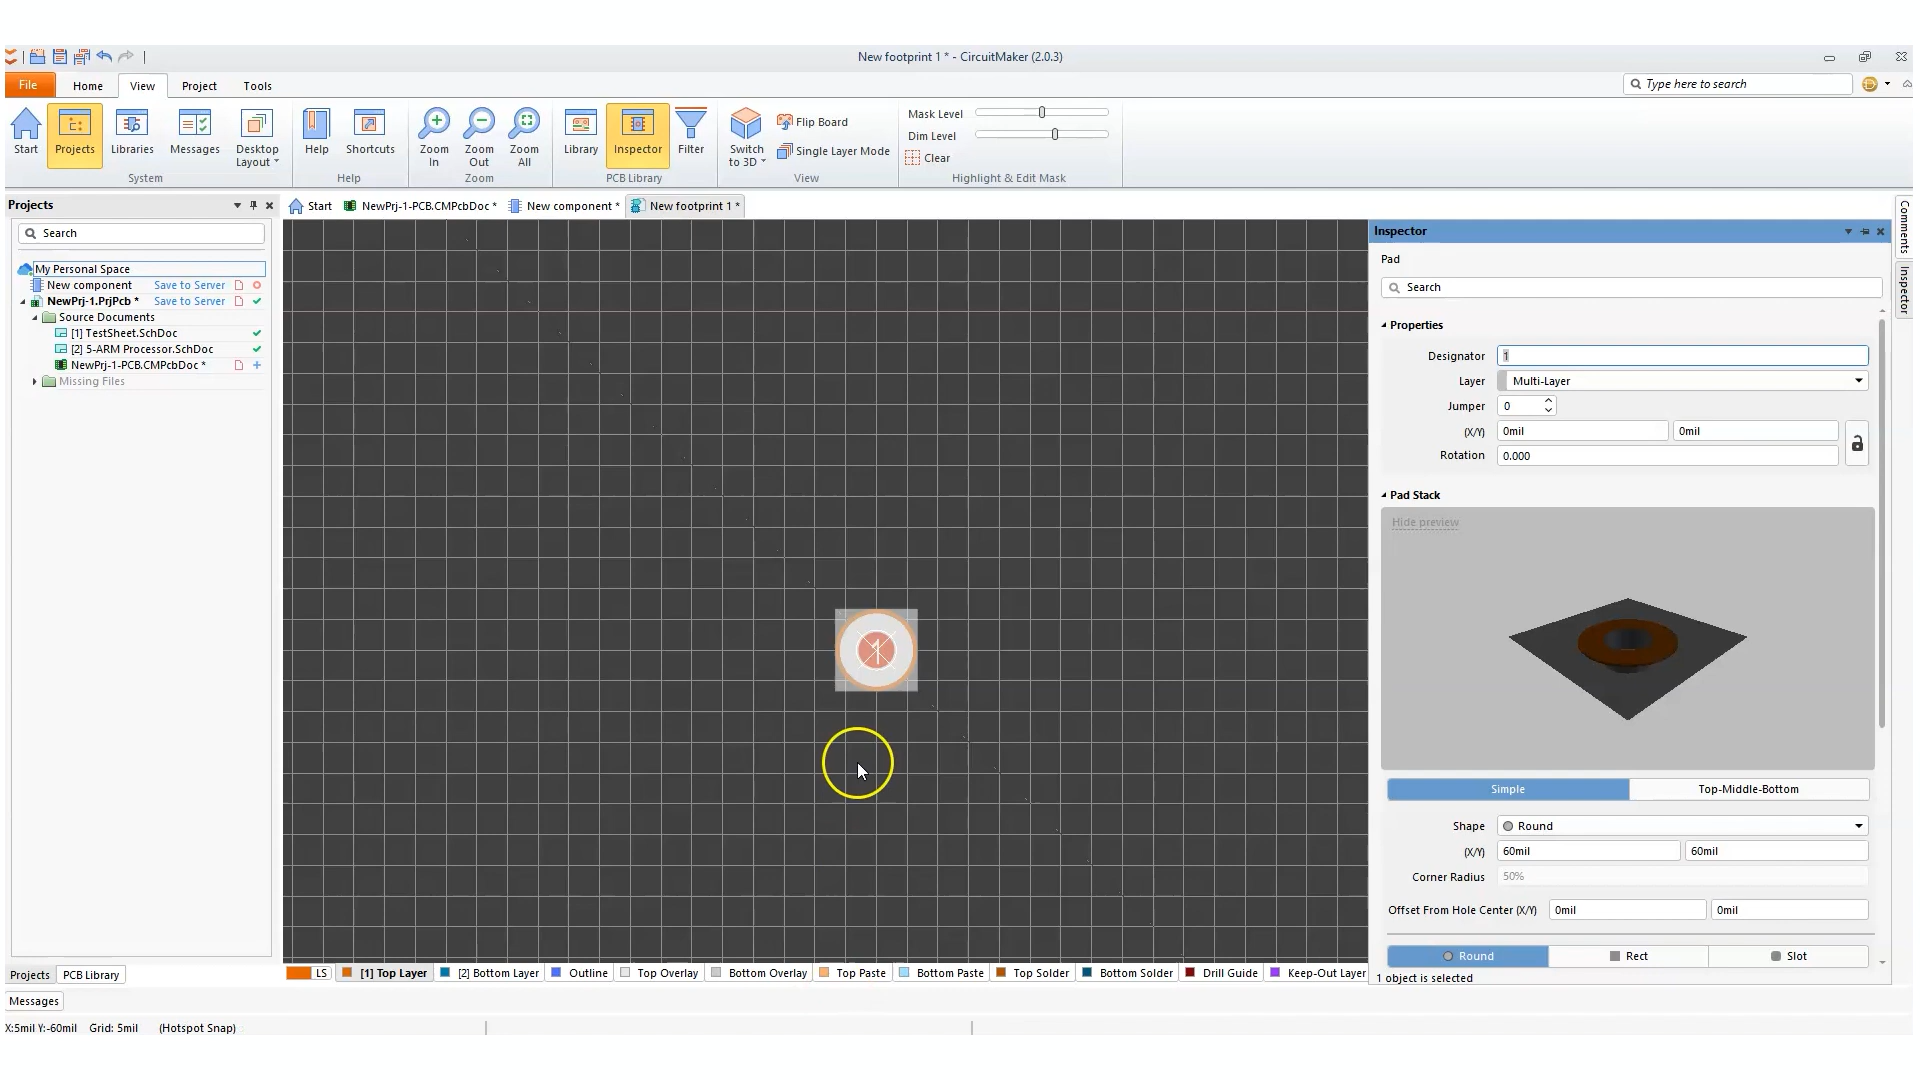 New footprint 1 * - CircuitMaker (2.0.3)
File
Home
View
Project
Tools
Type here to search
Start
Projects
Libraries
Messages
Desktop Layout
System
Help
Shortcuts
Help
Zoom In
Zoom Out
Zoom All
Zoom
Library
Inspector
Filter
PCB Library
Switch to 3D
Flip Board
Single Layer Mode
View
Mask Level
Dim Level
Clear
Highlight & Edit Mask
Projects
Start
NewPrj-1-PCB.CMPcbDoc *
New component *
New footprint 1 *
Search
My Personal Space
New component Save to Server
NewPrj-1.PrjPcb * Save to Server
Source Documents
[1] TestSheet.SchDoc
[2] 5-ARM Processor.SchDoc
NewPrj-1-PCB.CMPcbDoc *
Missing Files
1
Inspector
Pad
Search
Properties
Designator 1
Layer Multi-Layer
Jumper 0
(X/Y) 0mil 0mil
Rotation 0.000
Pad Stack
Hide preview
Simple Top-Middle-Bottom
Shape Round
(X/Y) 60mil 60mil
Corner Radius 50%
Offset From Hole Center (X/Y) 0mil 0mil
Round Rect Slot
1 object is selected
Comments
Inspector
Projects PCB Library
LS [1] Top Layer [2] Bottom Layer Outline Top Overlay Bottom Overlay Top Paste Bottom Paste Top Solder Bottom Solder Drill Guide Keep-Out Layer
Messages
X:5mil Y:-60mil Grid: 5mil (Hotspot Snap)